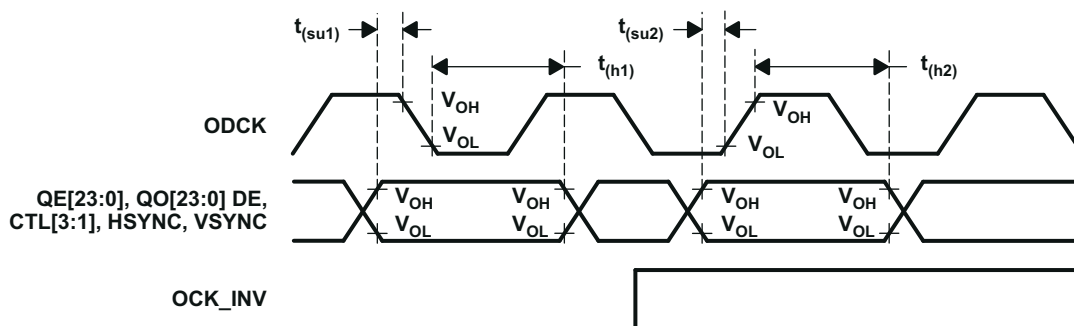 t(su1)
t(su2)
t(h1)
t(h2)
ODCK
VOH
VOL
VOH
VOL
QE[23:0], QO[23:0] DE,
CTL[3:1], HSYNC, VSYNC
VOH
VOH
VOH
VOH
VOL
VOL
VOL
VOL
OCK_INV